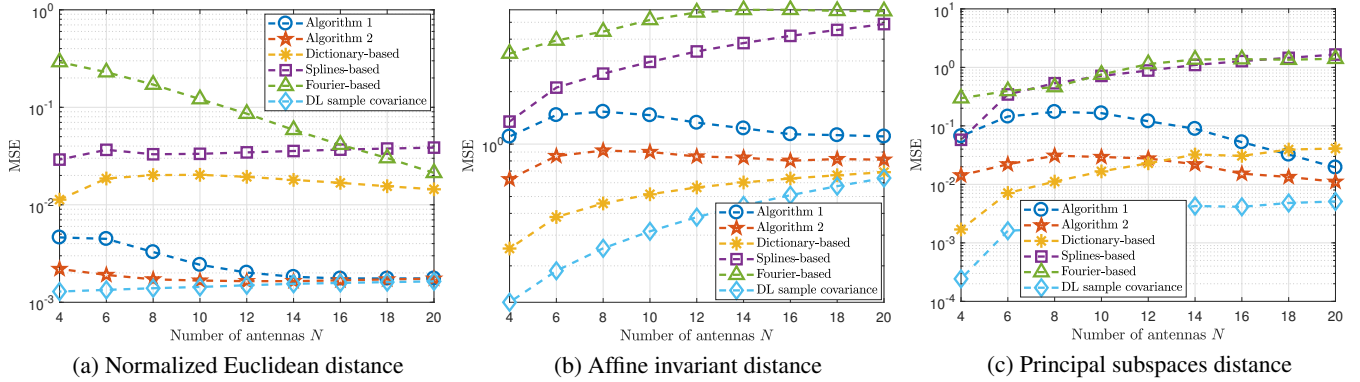 10^0
10^-1
10^-2
10^-3
MSE
4 6 8 10 12 14 16 18 20
Number of antennas N
Algorithm 1
Algorithm 2
Dictionary-based
Splines-based
Fourier-based
DL sample covariance
(a) Normalized Euclidean distance
10^0
MSE
4 6 8 10 12 14 16 18 20
Number of antennas N
Algorithm 1
Algorithm 2
Dictionary-based
Splines-based
Fourier-based
DL sample covariance
(b) Affine invariant distance
10^1
10^0
10^-1
10^-2
10^-3
10^-4
MSE
4 6 8 10 12 14 16 18 20
Number of antennas N
Algorithm 1
Algorithm 2
Dictionary-based
Splines-based
Fourier-based
DL sample covariance
(c) Principal subspaces distance